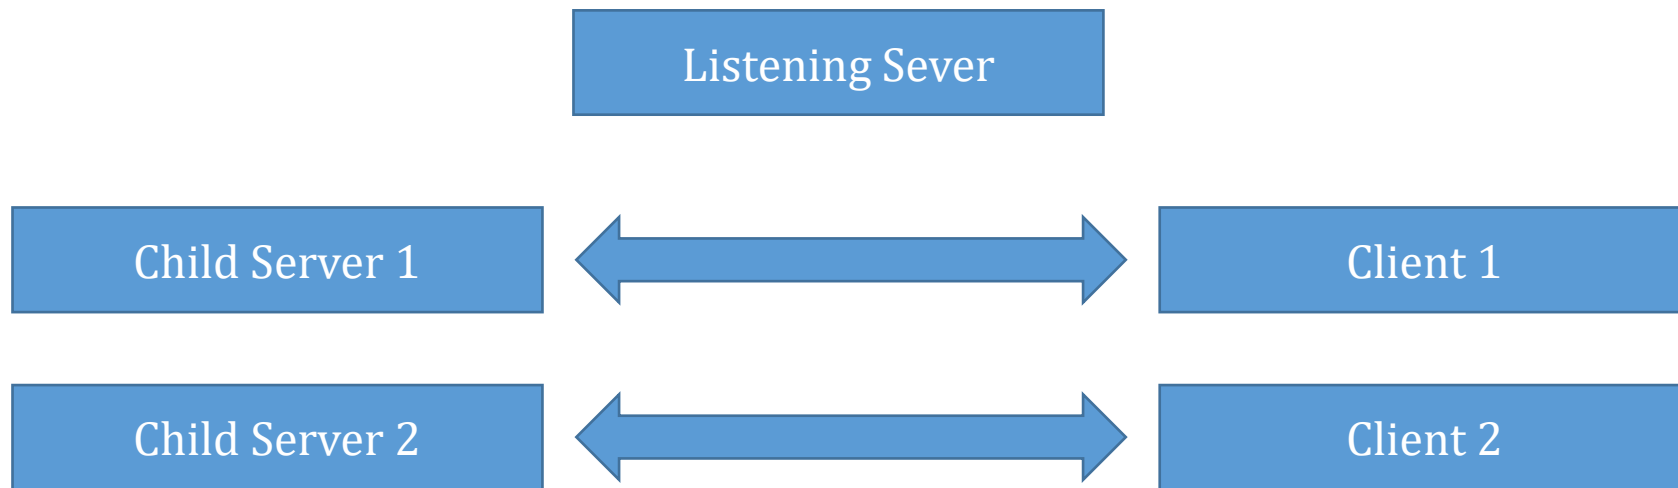 Listening Sever
Child Server 1
Client 1
Child Server 2
Client 2